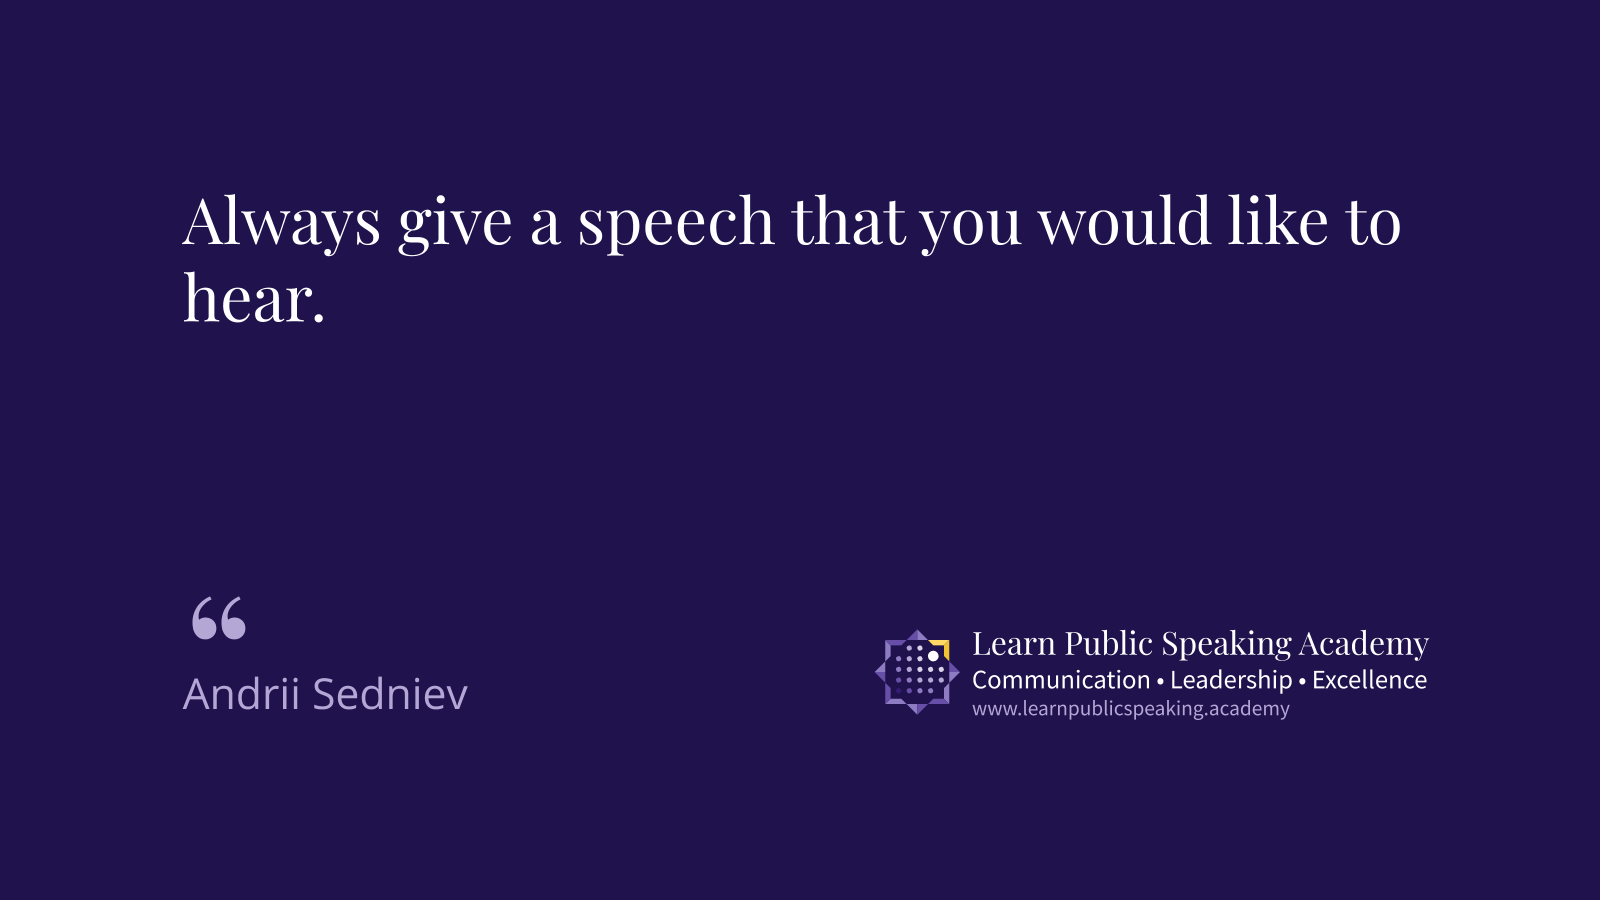 Always give a speech that you would like to
hear.
“
Andrii Sedniev
Learn Public Speaking Academy
Communication • Leadership • Excellence
www.learnpublicspeaking.academy